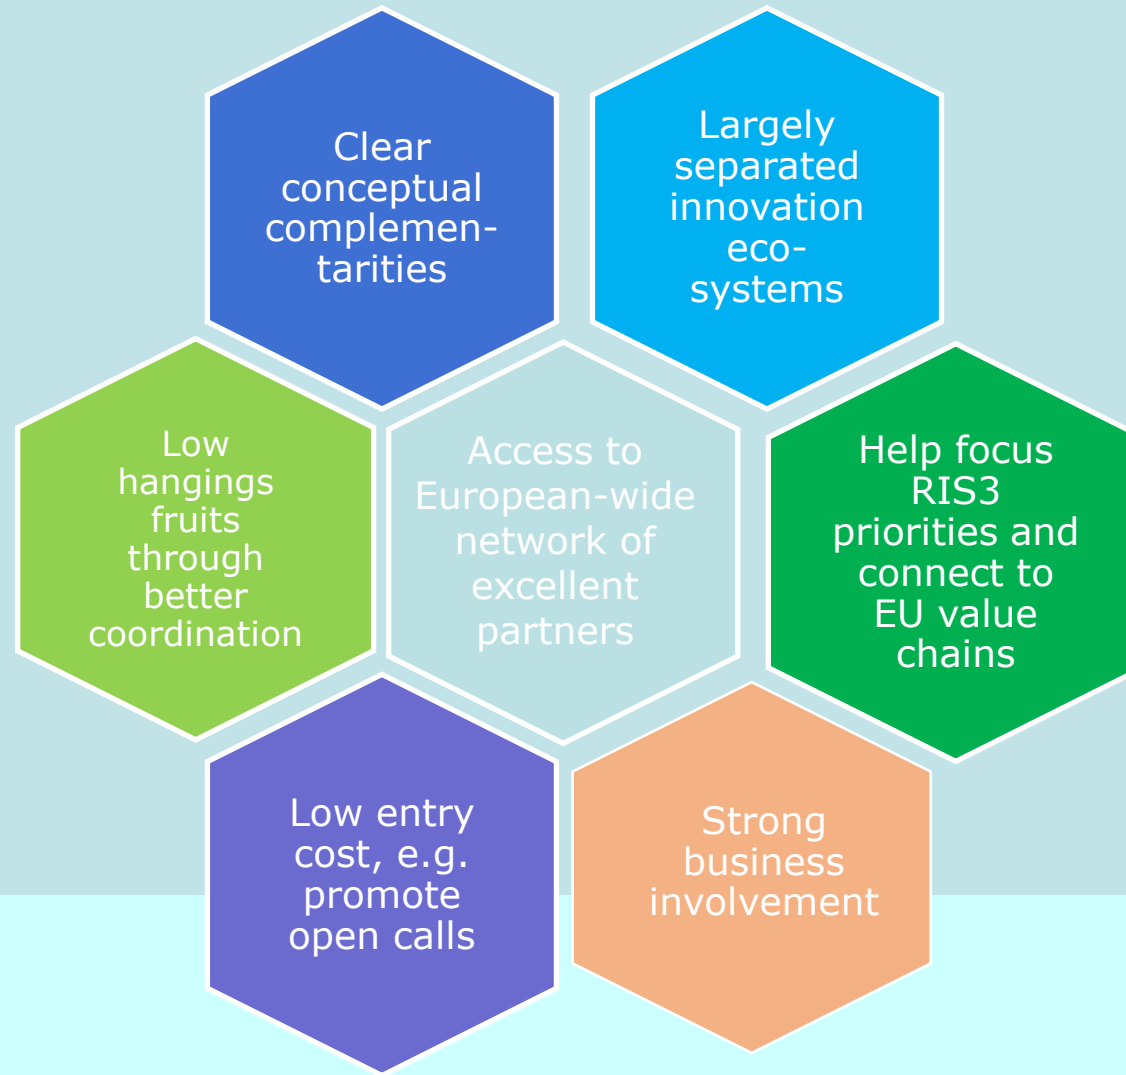 Clear
conceptual
complemen-
tarities
Largely
separated
innovation
eco-
systems
Low
hangings
fruits
through
better
coordination
Access to
European-wide
network of
excellent
partners
Help focus
RIS3
priorities and
connect to
EU value
chains
Low entry
cost, e.g.
promote
open calls
Strong
business
involvement